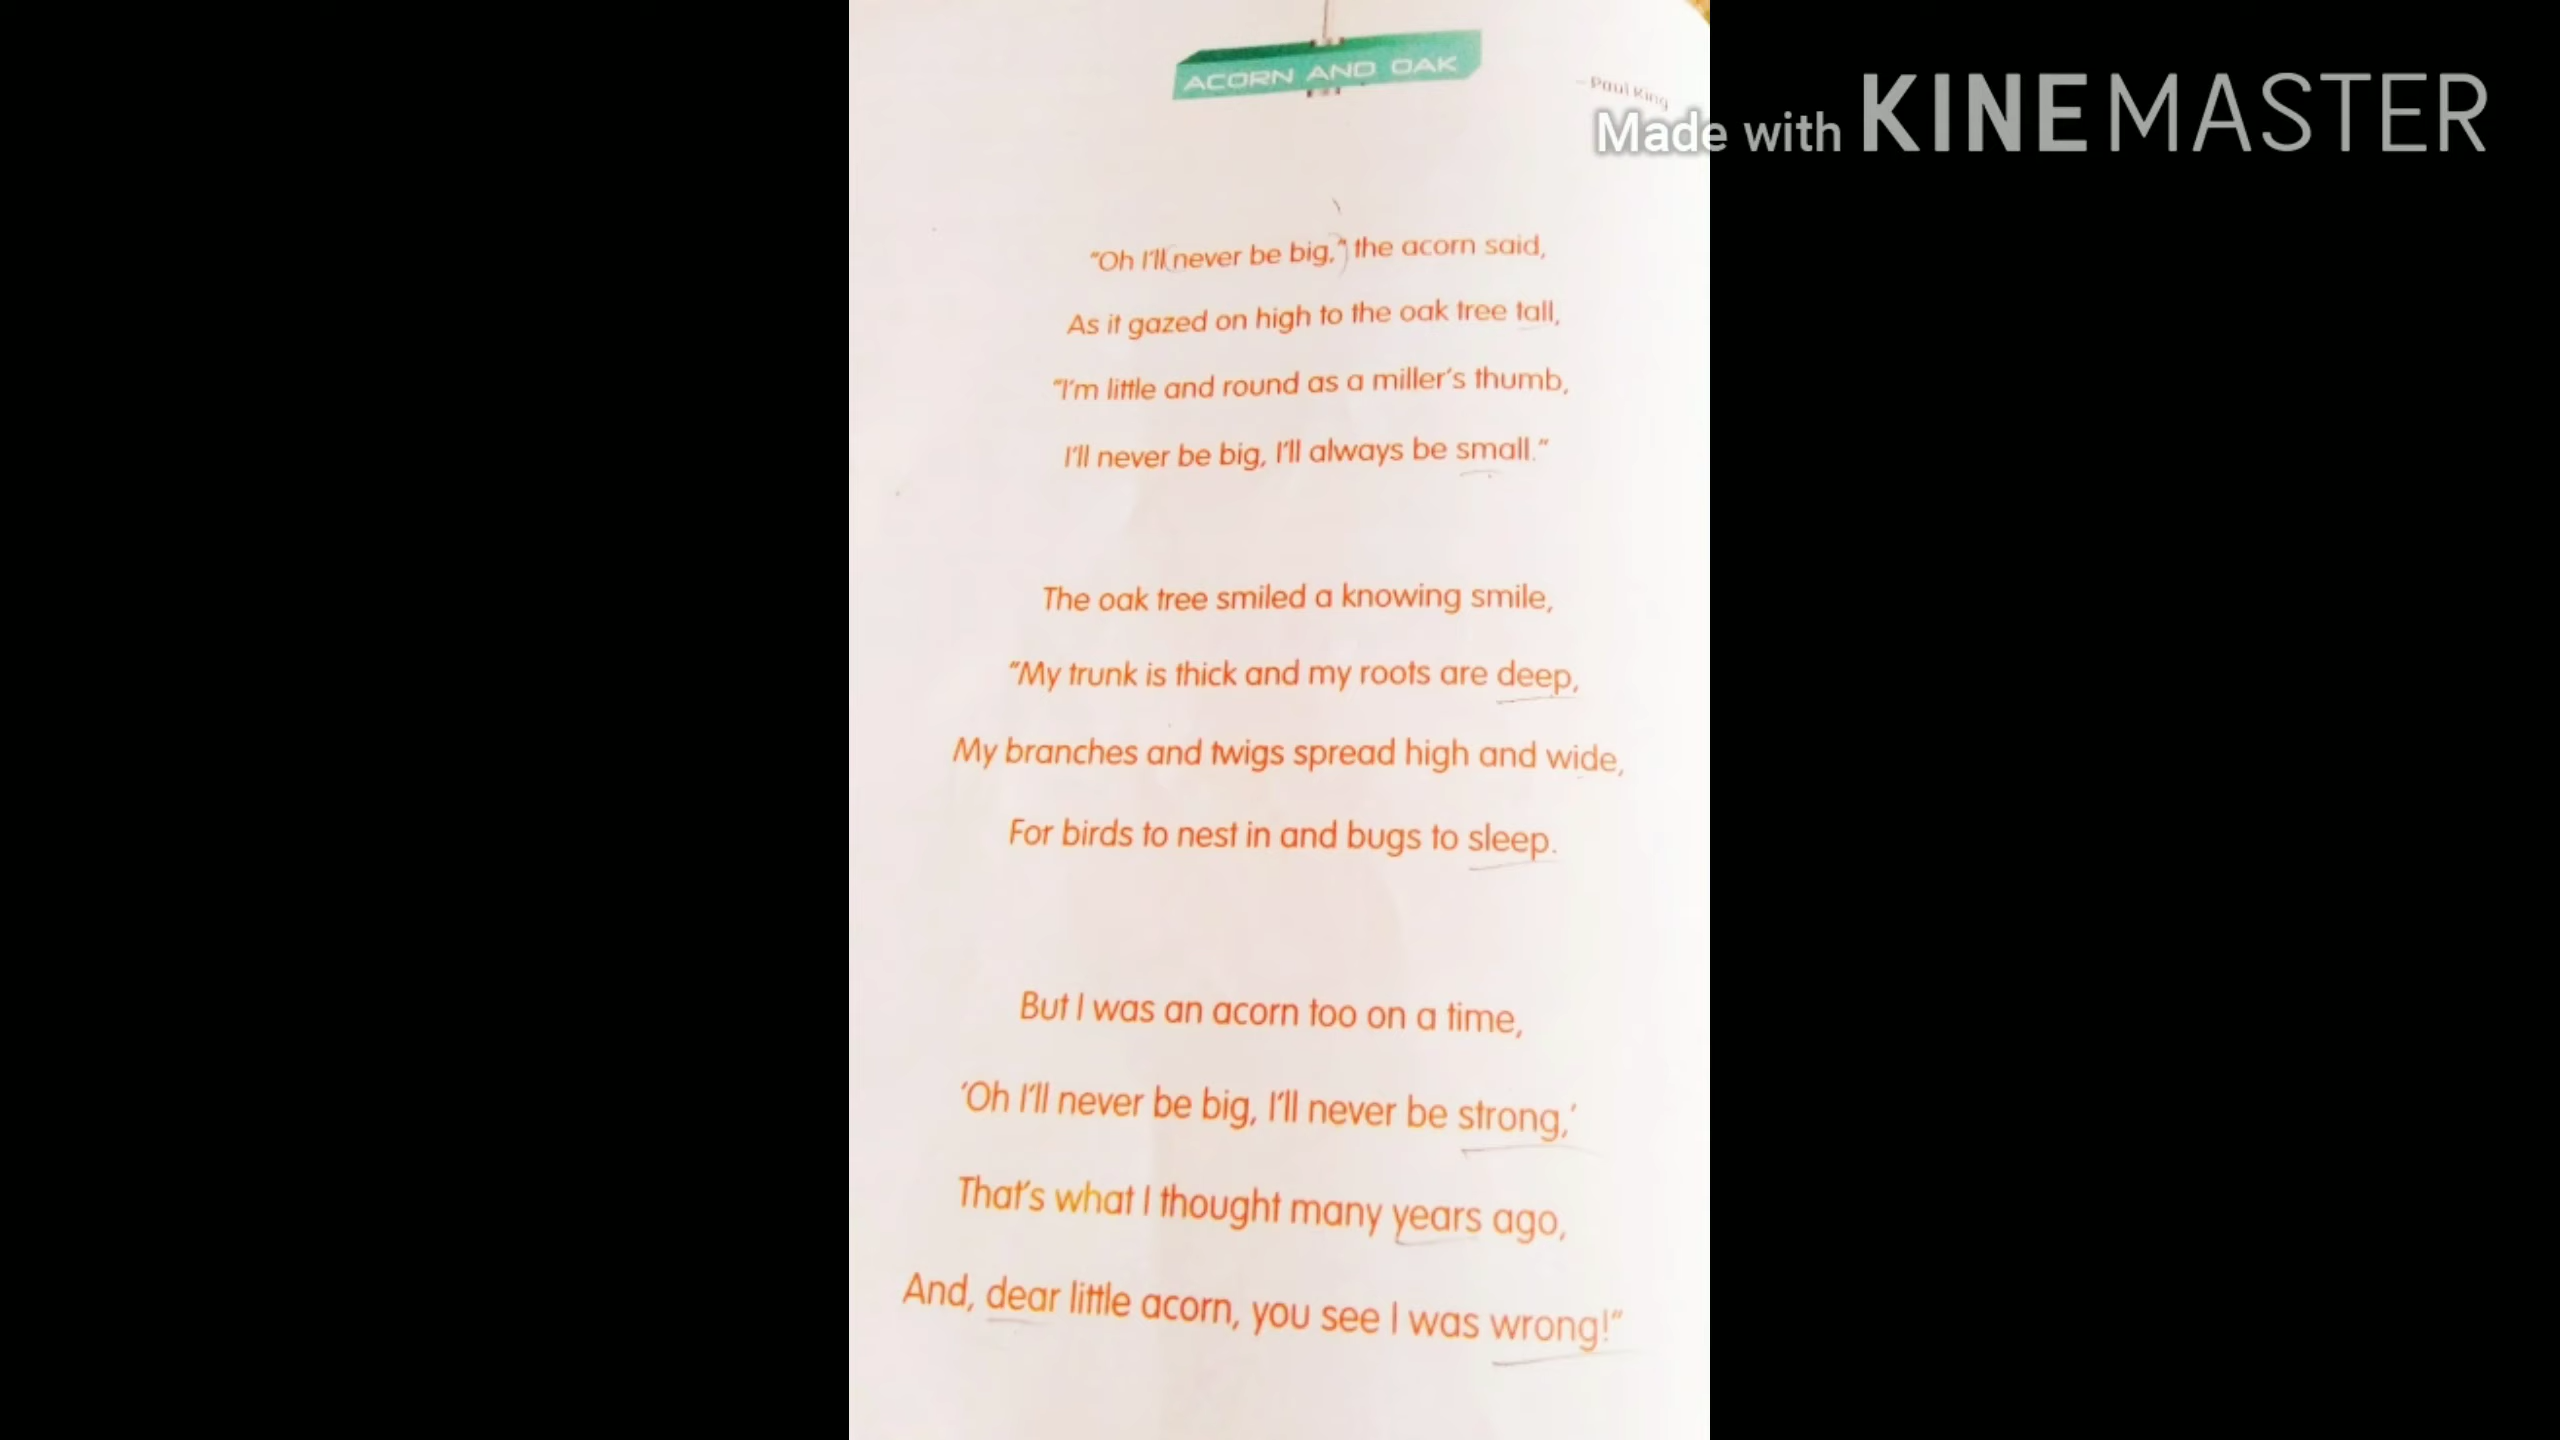 ACORN AND OAK
– Paul King
Made with KINEMASTER
"Oh I'll never be big," the acorn said,
As it gazed on high to the oak tree tall,
"I'm little and round as a miller's thumb,
I'll never be big, I'll always be small."
The oak tree smiled a knowing smile,
"My trunk is thick and my roots are deep,
My branches and twigs spread high and wide,
For birds to nest in and bugs to sleep.
But I was an acorn too on a time,
'Oh I'll never be big, I'll never be strong,'
That's what I thought many years ago,
And, dear little acorn, you see I was wrong!"